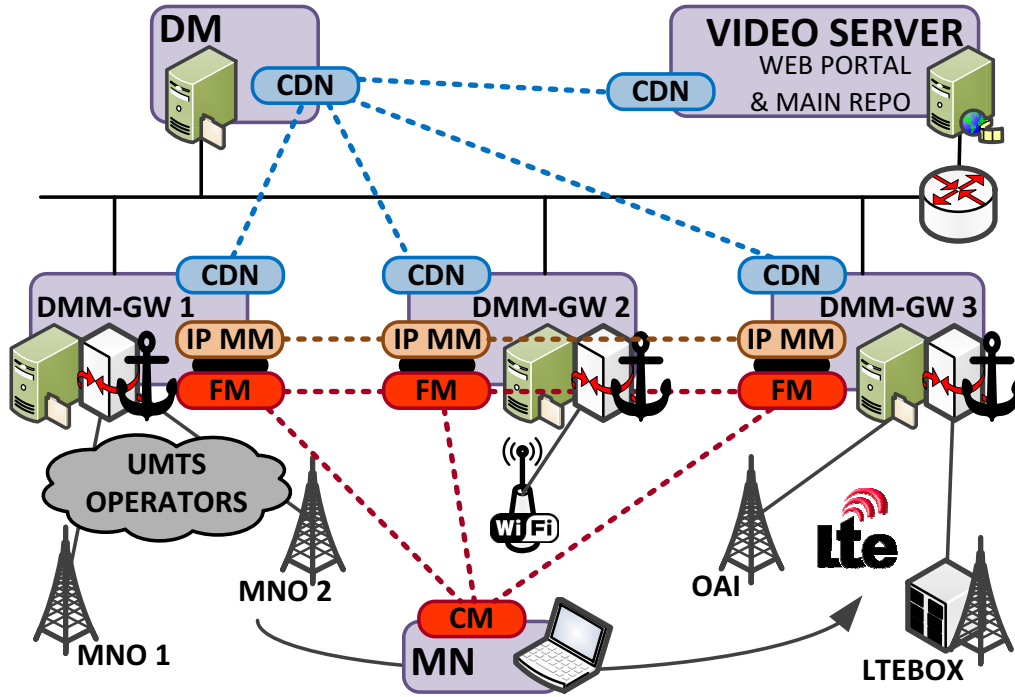 DM
CDN
VIDEO SERVER
WEB PORTAL
& MAIN REPO
CDN
CDN
DMM-GW 1
IP MM
FM
CDN
DMM-GW 2
IP MM
FM
CDN
DMM-GW 3
IP MM
FM
UMTS
OPERATORS
MNO 1
MNO 2
Wi Fi
OAI
Lte
LTEBOX
CM
MN